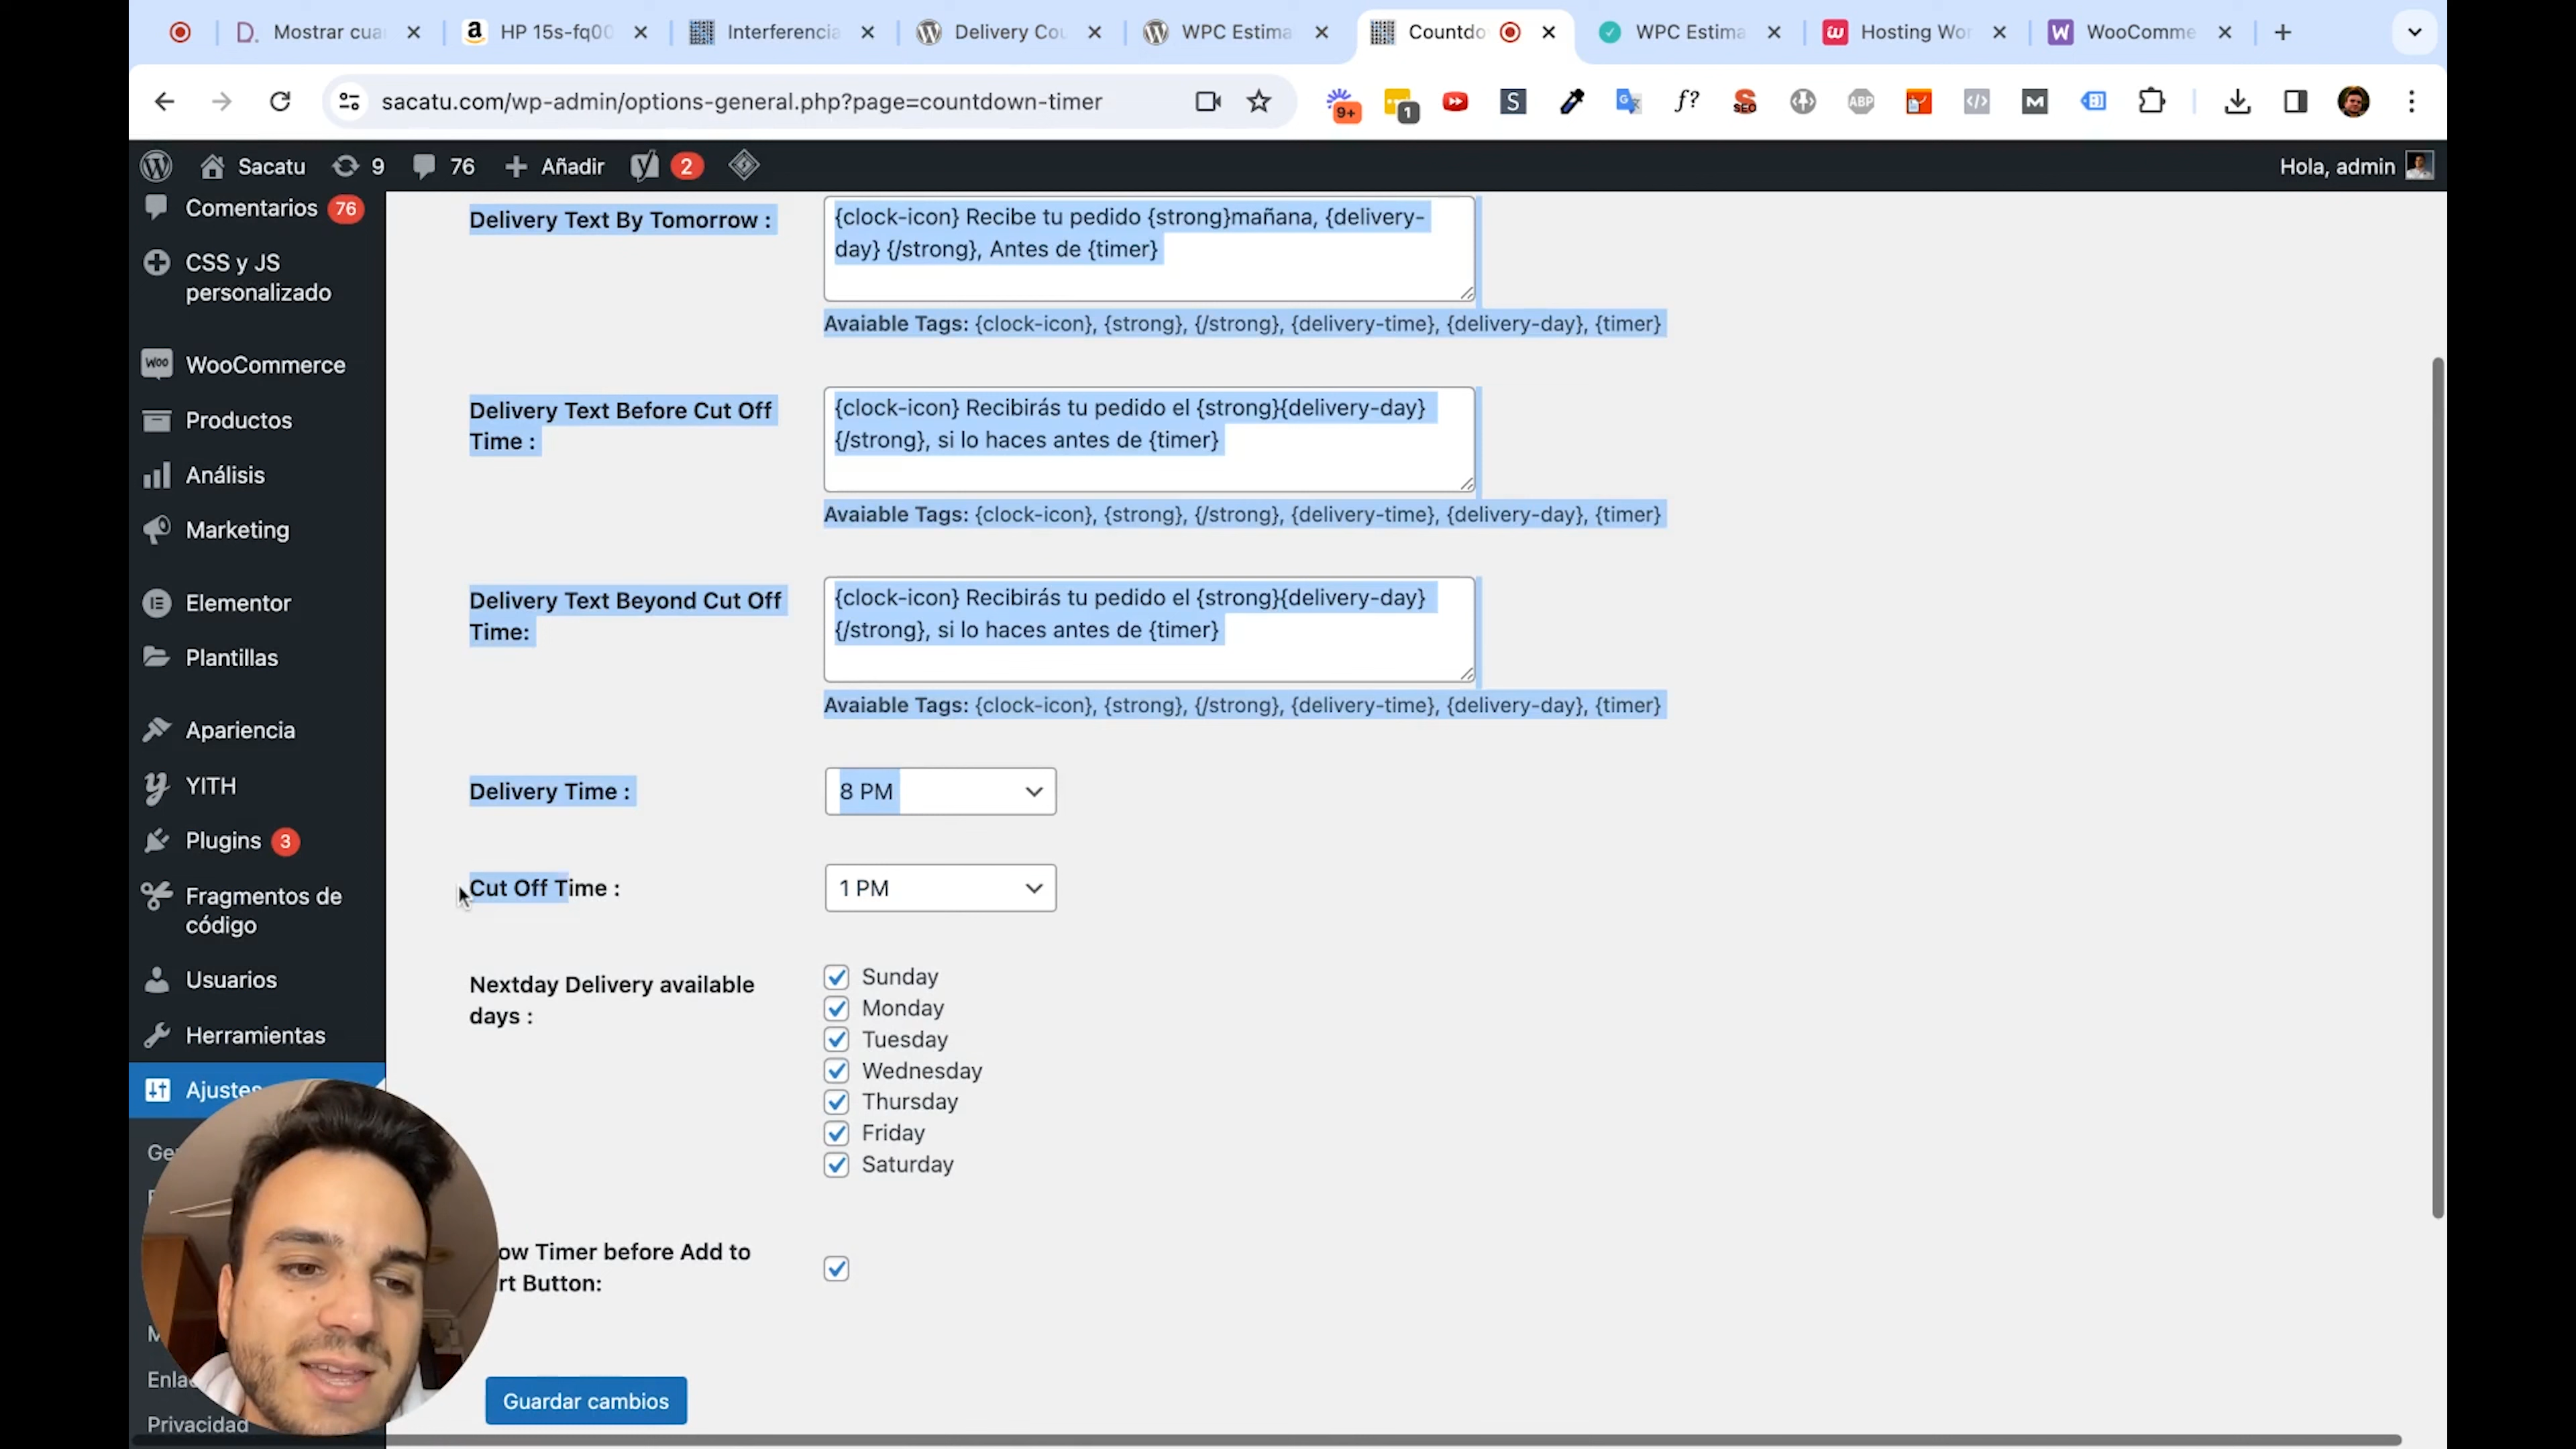 Mostrar cua
HP 15s-fq00
Interferencia
Delivery Cou
WPC Estima
Countdo
WPC Estima
Hosting Wor
WooComme
sacatu.com/wp-admin/options-general.php?page=countdown-timer
9+
1
S
f?
SEO
ABP
</>
M
Sacatu
9
76
Añadir
2
Hola, admin
Comentarios 76
CSS y JS
personalizado
WooCommerce
Productos
Análisis
Marketing
Elementor
Plantillas
Apariencia
YITH
Plugins 3
Fragmentos de
código
Usuarios
Herramientas
Ajustes
Ge
Enla
Privacidad
Delivery Text By Tomorrow :
{clock-icon} Recibe tu pedido {strong}mañana, {delivery-
day} {/strong}, Antes de {timer}
Avaiable Tags: {clock-icon}, {strong}, {/strong}, {delivery-time}, {delivery-day}, {timer}
Delivery Text Before Cut Off
Time :
{clock-icon} Recibirás tu pedido el {strong}{delivery-day}
{/strong}, si lo haces antes de {timer}
Avaiable Tags: {clock-icon}, {strong}, {/strong}, {delivery-time}, {delivery-day}, {timer}
Delivery Text Beyond Cut Off
Time:
{clock-icon} Recibirás tu pedido el {strong}{delivery-day}
{/strong}, si lo haces antes de {timer}
Avaiable Tags: {clock-icon}, {strong}, {/strong}, {delivery-time}, {delivery-day}, {timer}
Delivery Time :
8 PM
Cut Off Time :
1 PM
Nextday Delivery available
days :
Sunday
Monday
Tuesday
Wednesday
Thursday
Friday
Saturday
ow Timer before Add to
rt Button:
Guardar cambios